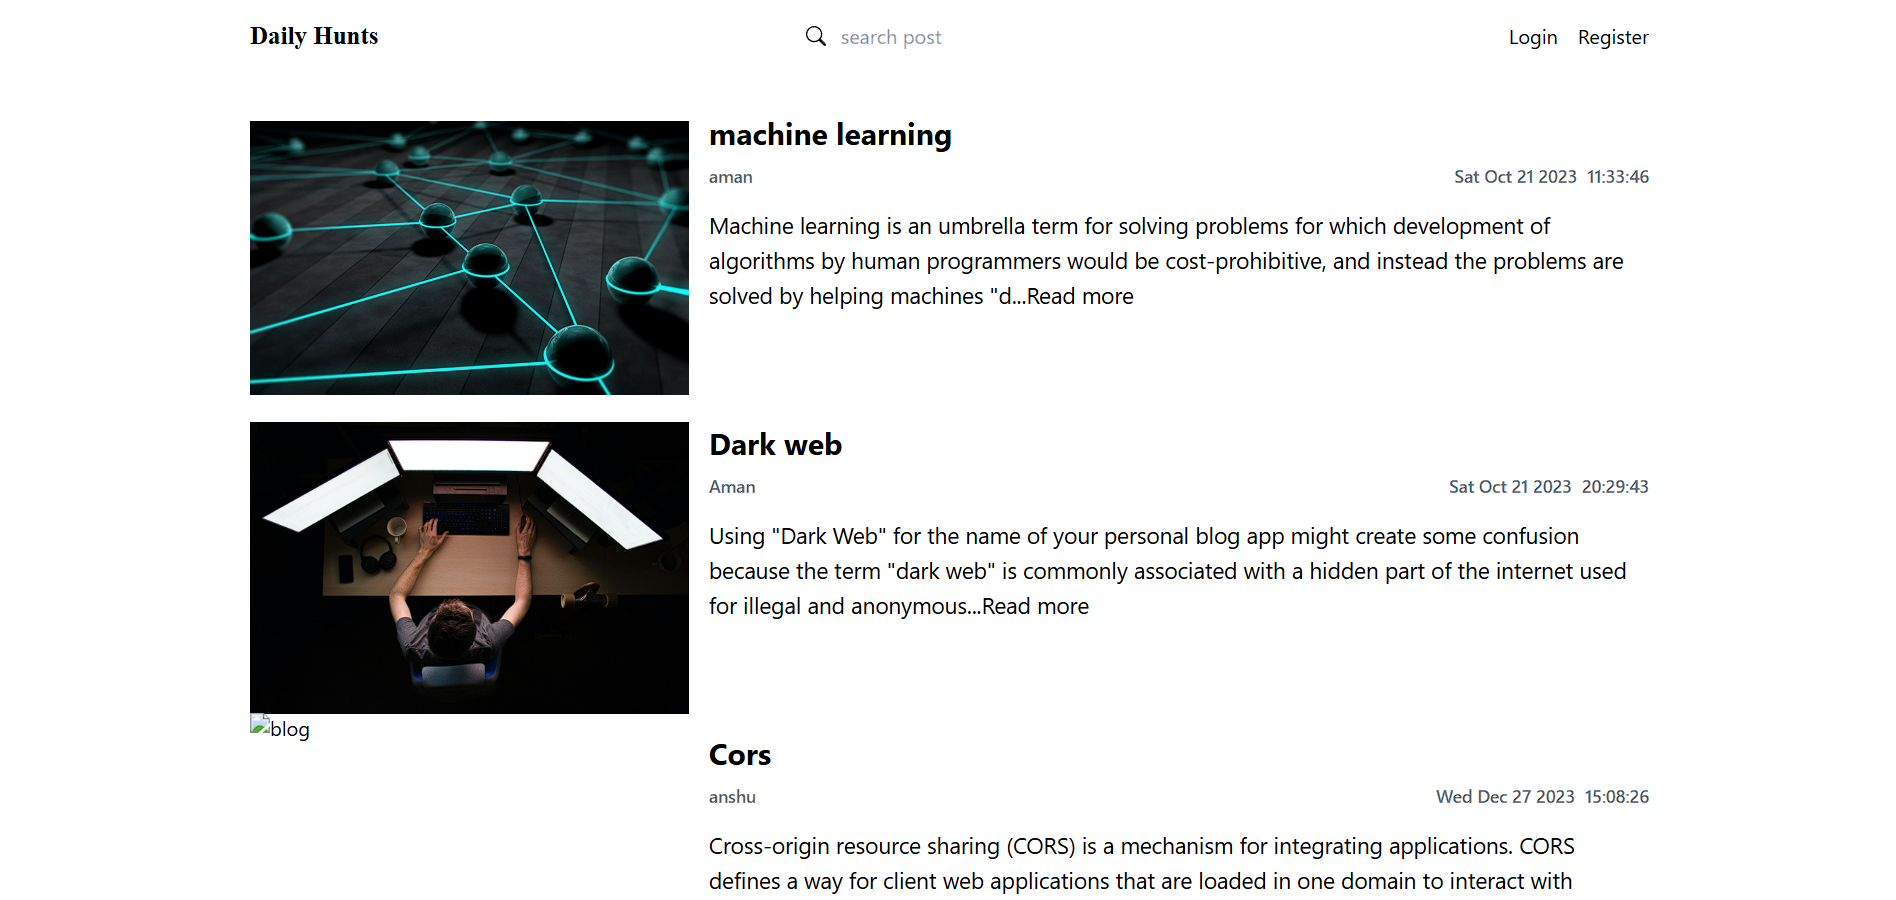 Daily Hunts
search post
Login Register
machine learning
aman
Sat Oct 21 2023 11:33:46
Machine learning is an umbrella term for solving problems for which development of
algorithms by human programmers would be cost-prohibitive, and instead the problems are
solved by helping machines "d...Read more
Dark web
Aman
Sat Oct 21 2023 20:29:43
Using "Dark Web" for the name of your personal blog app might create some confusion
because the term "dark web" is commonly associated with a hidden part of the internet used
for illegal and anonymous...Read more
blog
Cors
anshu
Wed Dec 27 2023 15:08:26
Cross-origin resource sharing (CORS) is a mechanism for integrating applications. CORS
defines a way for client web applications that are loaded in one domain to interact with